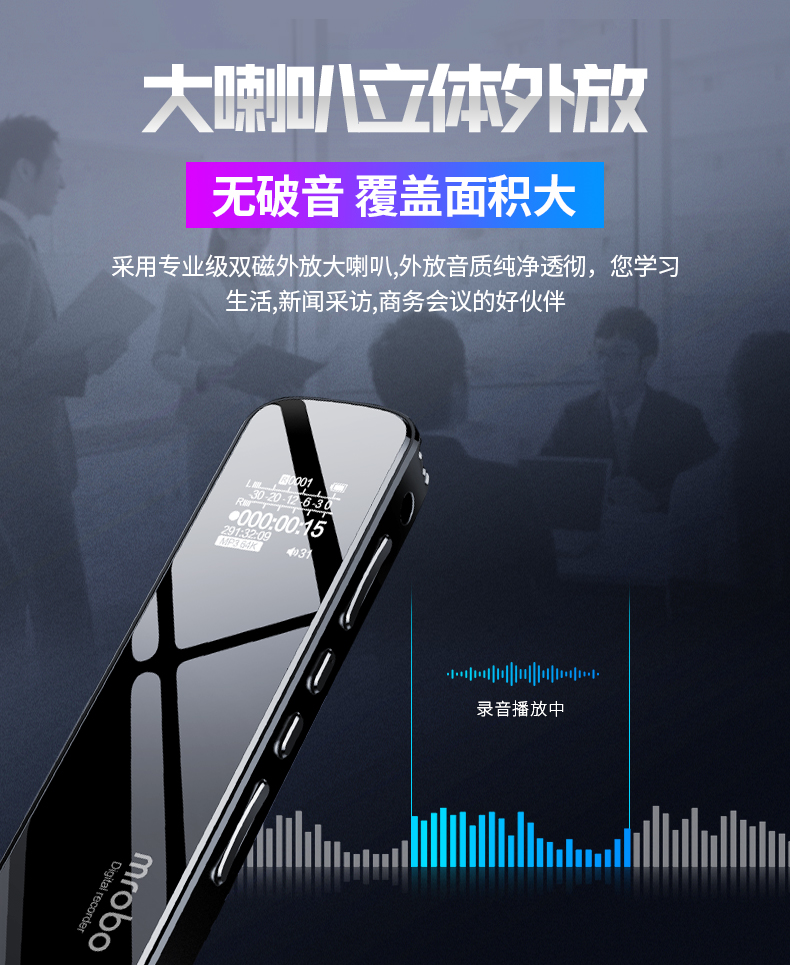 大喇叭立体外放
无破音 覆盖面积大
采用专业级双磁外放大喇叭,外放音质纯净透彻，您学习
生活,新闻采访,商务会议的好伙伴
0001
L
-30-20-12-6-3 0
R
000:00:15
291:32:09
MP3 64K
31
录音播放中
mrobo
Digital recorder